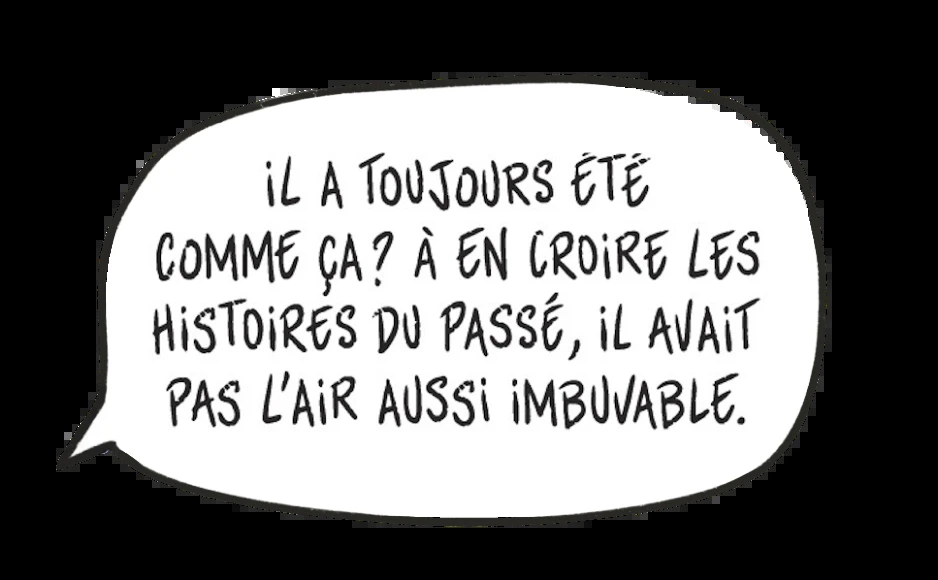 IL A TOUJOURS ÉTÉ
COMME ÇA? À EN CROIRE LES
HISTOIRES DU PASSÉ, IL AVAIT
PAS L'AIR AUSSI IMBUVABLE.